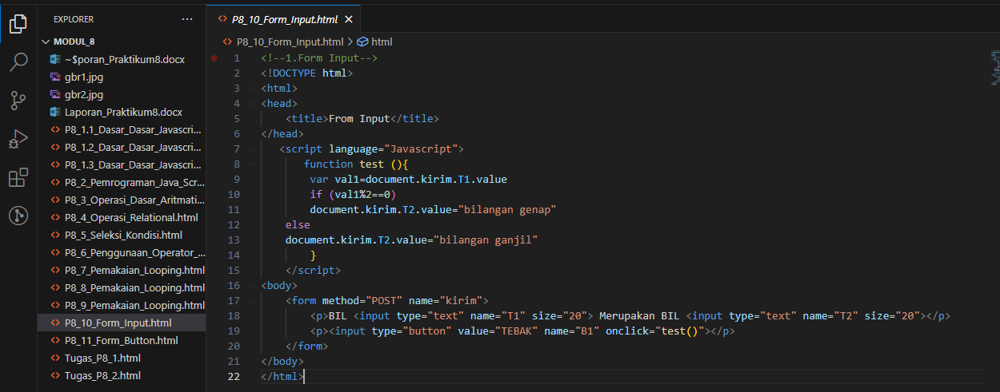 EXPLORER
MODUL_8
~$poran_Praktikum8.docx
gbr1.jpg
gbr2.jpg
Laporan_Praktikum8.docx
P8_1.1_Dasar_Dasar_Javascri...
P8_1.2_Dasar_Dasar_Javascri...
P8_1.3_Dasar_Dasar_Javascri...
P8_2_Pemrograman_Java_Scr...
P8_3_Operasi_Dasar_Aritmati...
P8_4_Operasi_Relational.html
P8_5_Seleksi_Kondisi.html
P8_6_Penggunaan_Operator_...
P8_7_Pemakaian_Looping.html
P8_8_Pemakaian_Looping.html
P8_9_Pemakaian_Looping.html
P8_10_Form_Input.html
P8_11_Form_Button.html
Tugas_P8_1.html
Tugas_P8_2.html
P8_10_Form_Input.html
P8_10_Form_Input.html > html
1 <!--1.Form Input-->
2 <!DOCTYPE html>
3 <html>
4 <head>
5 <title>From Input</title>
6 </head>
7 <script language="Javascript">
8 function test (){
9 var val1=document.kirim.T1.value
10 if (val1%2==0)
11 document.kirim.T2.value="bilangan genap"
12 else
13 document.kirim.T2.value="bilangan ganjil"
14 }
15 </script>
16 <body>
17 <form method="POST" name="kirim">
18 <p>BIL <input type="text" name="T1" size="20"> Merupakan BIL <input type="text" name="T2" size="20"></p>
19 <p><input type="button" value="TEBAK" name="B1" onclick="test()"></p>
20 </form>
21 </body>
22 </html>